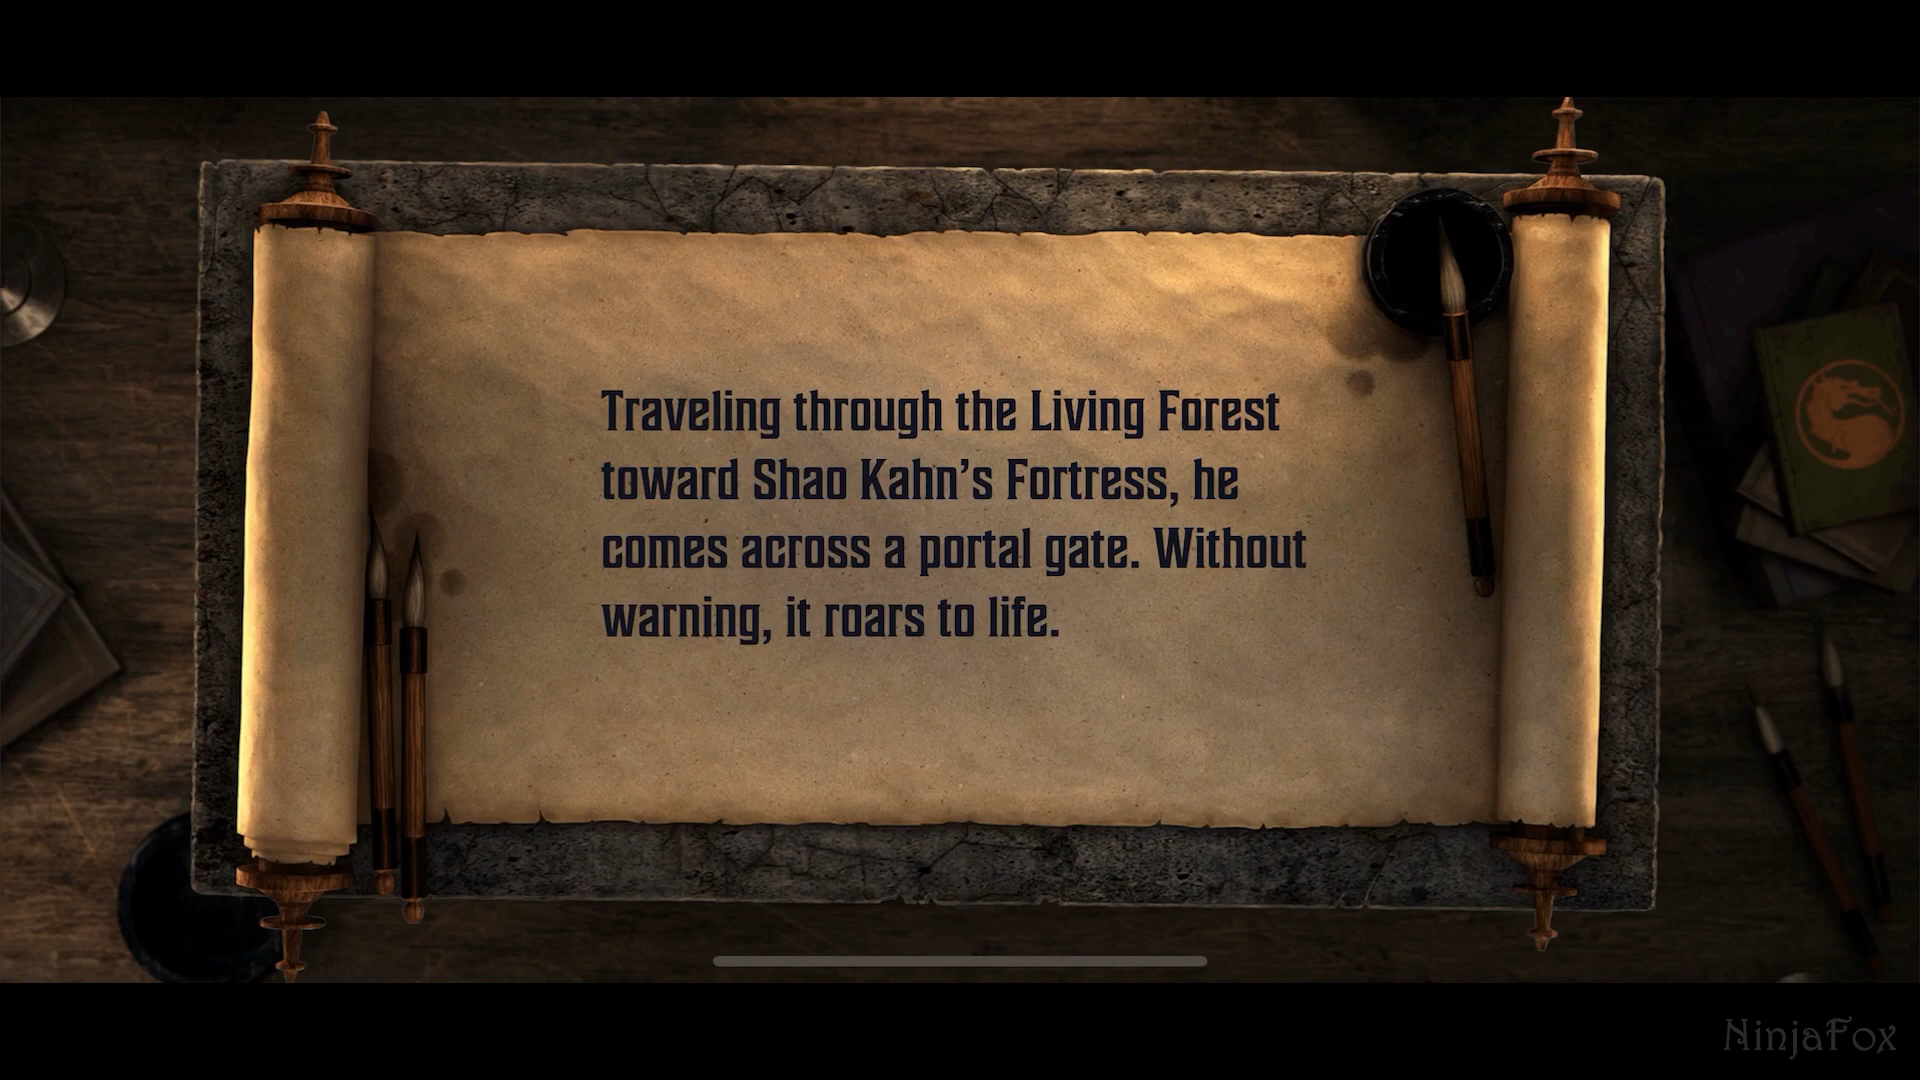 Traveling through the Living Forest
toward Shao Kahn’s Fortress, he
comes across a portal gate. Without
warning, it roars to life.
NinjaFox